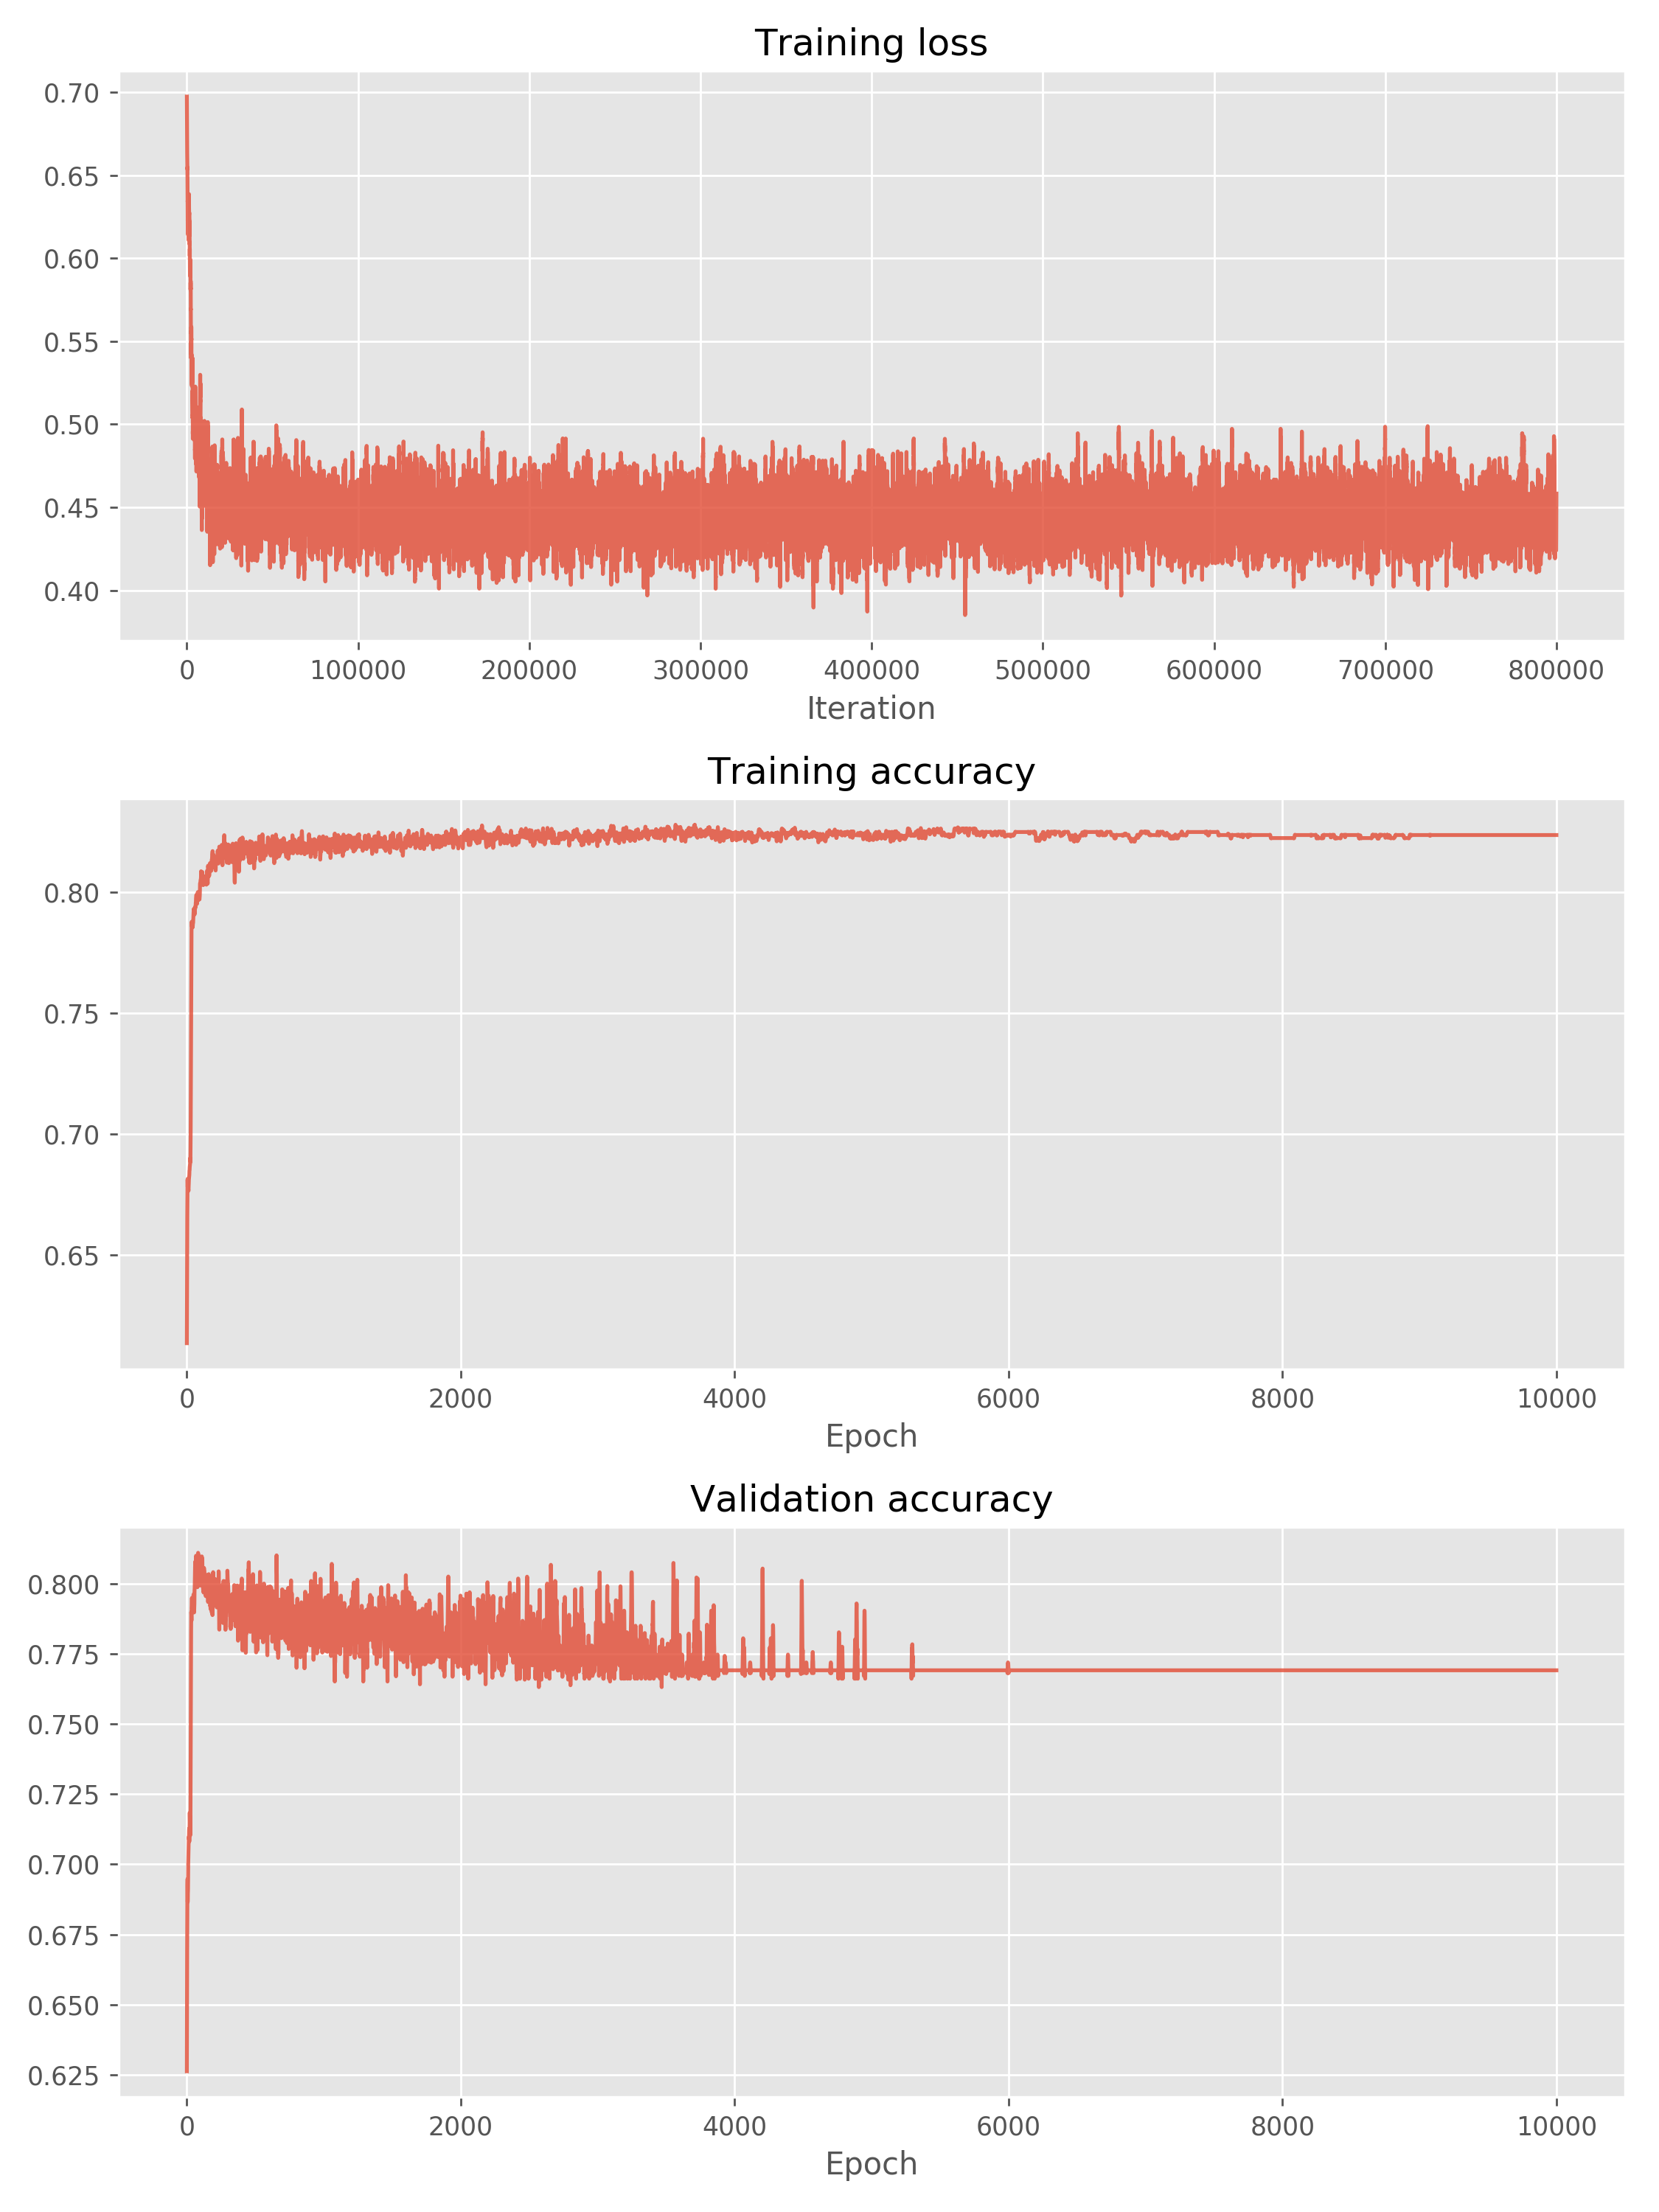 Training loss
0.70
0.65
0.60
0.55
0.50
0.45
0.40
0 100000 200000 300000 400000 500000 600000 700000 800000
Iteration
Training accuracy
0.80
0.75
0.70
0.65
0 2000 4000 6000 8000 10000
Epoch
Validation accuracy
0.800
0.775
0.750
0.725
0.700
0.675
0.650
0.625
0 2000 4000 6000 8000 10000
Epoch